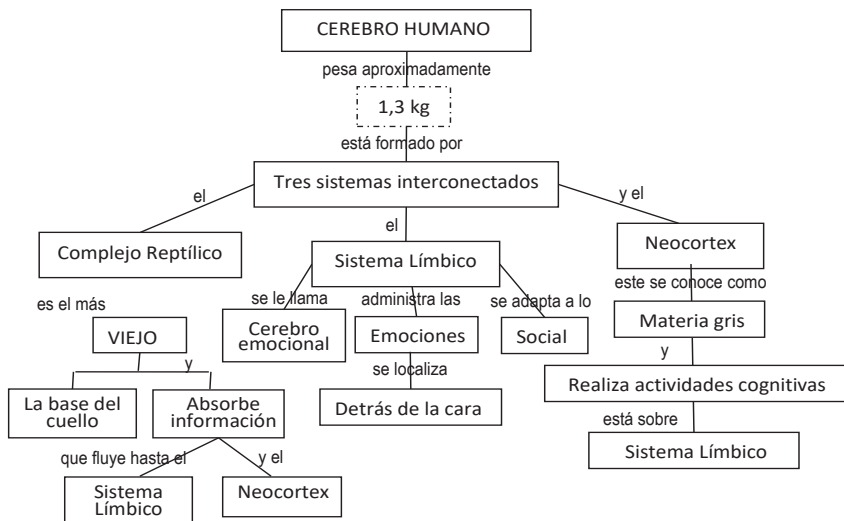 CEREBRO HUMANO
pesa aproximadamente
1,3 kg
está formado por
Tres sistemas interconectados
el
el
y el
Complejo Reptílico
Sistema Límbico
Neocortex
es el más
se le llama
administra las
se adapta a lo
este se conoce como
VIEJO
Cerebro
emocional
Emociones
Social
Materia gris
y
se localiza
y
La base del
cuello
Absorbe
información
Detrás de la cara
Realiza actividades cognitivas
está sobre
que fluye hasta el
y el
Sistema Límbico
Sistema
Límbico
Neocortex